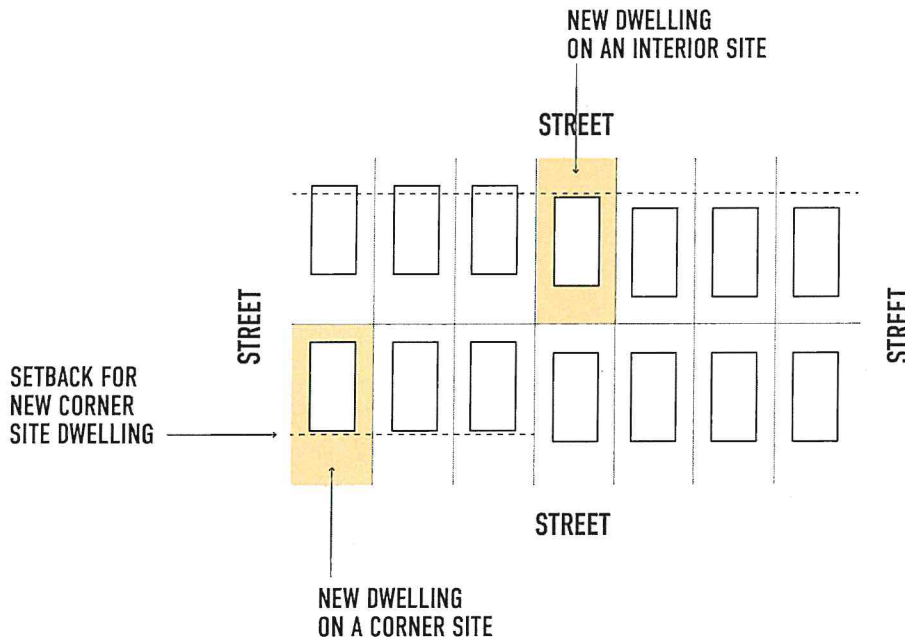 NEW DWELLING
ON AN INTERIOR SITE
STREET
STREET
STREET
SETBACK FOR
NEW CORNER
SITE DWELLING
STREET
NEW DWELLING
ON A CORNER SITE